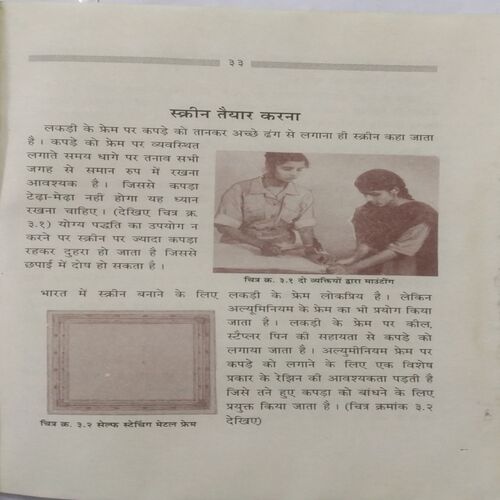 ३३
स्क्रीन तैयार करना
लकड़ी के फ्रेम पर कपडे को तानकर अच्छे ढंग से लगाना ही स्क्रीन कहा जाता
है । कपडे को फ्रेम पर व्यवस्थित
लगाते समय धागे पर तनाव सभी
जगह से समान रुप में रखना
आवश्यक है । जिससे कपडा
टेढ़ा-मेढ़ा नहीं होगा यह ध्यान
रखना चाहिए । (देखिए चित्र क्र.
३.१) योग्य पद्धति का उपयोग न
करने पर स्क्रीन पर ज्यादा कपडा
रहकर दुहरा हो जाता है जिससे
छपाई में दोष हो सकता है ।
चित्र क्र. ३.१ दो व्यक्तियों द्वारा माउंटींग
भारत में स्क्रीन बनाने के लिए लकडी के फ्रेम लोकप्रिय है । लेकिन
अल्यूमिनियम के फ्रेम का भी प्रयोग किया
जाता है । लकडी के फ्रेम पर कील,
स्टॅप्लर पिन की सहायता से कपडे को
लगाया जाता है । अल्युमीनियम फ्रेम पर
कपडे को लगाने के लिए एक विशेष
प्रकार के रेझिन की आवश्यकता पड़ती है
जिसे तने हुए कपडा को बांधने के लिए
प्रयुक्त किया जाता है । (चित्र क्रमांक ३.२
देखिए)
चित्र क्र. ३.२ सेल्फ स्टेचिंग मेटल फ्रेम